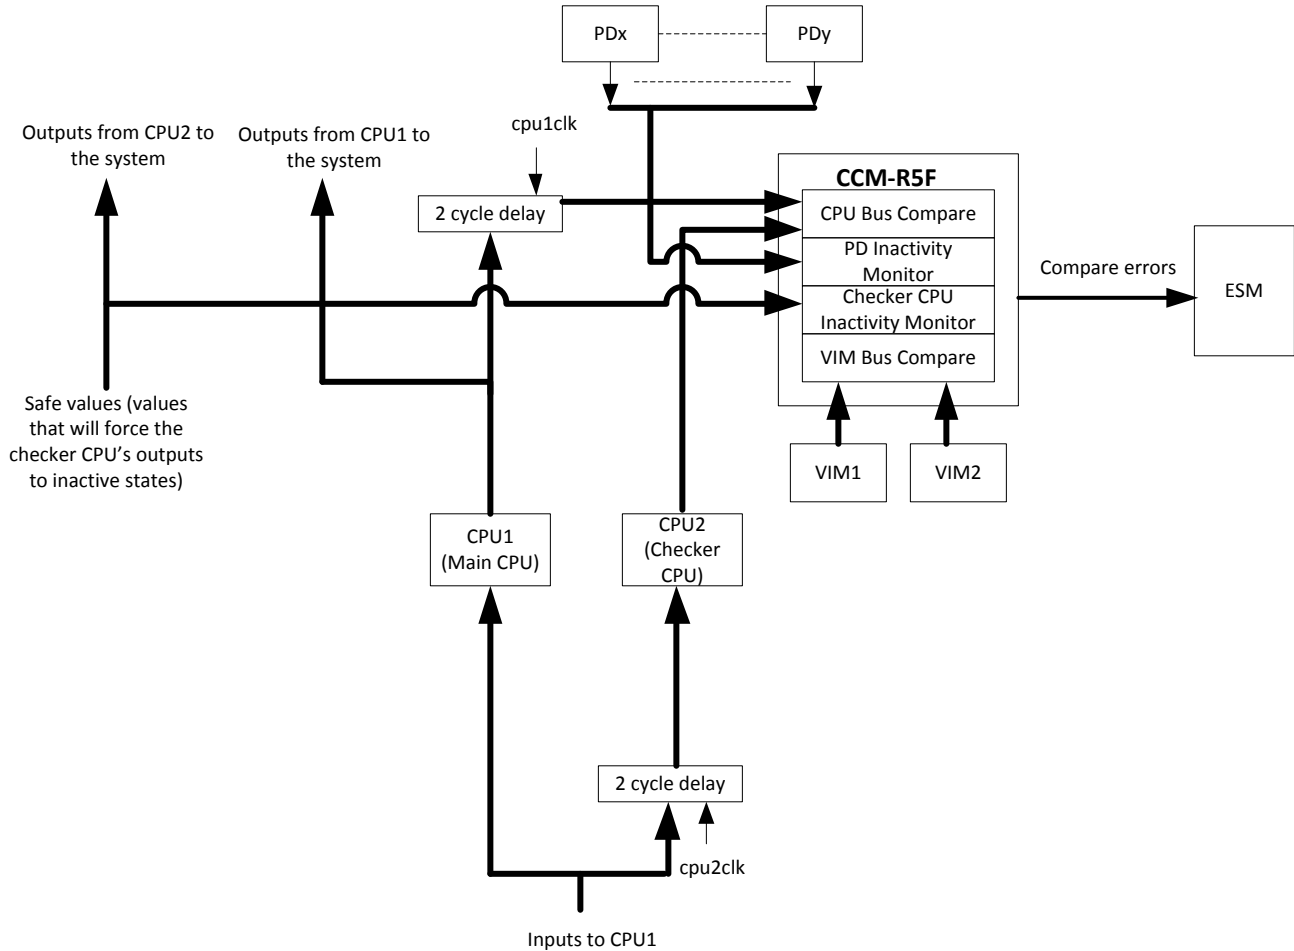 PDx
PDy
Outputs from CPU2 to
the system
Outputs from CPU1 to
the system
cpu1clk
2 cycle delay
CCM-R5F
CPU Bus Compare
PD Inactivity
Monitor
Checker CPU
Inactivity Monitor
VIM Bus Compare
Compare errors
ESM
Safe values (values
that will force the
checker CPU's outputs
to inactive states)
VIM1
VIM2
CPU1
(Main CPU)
CPU2
(Checker
CPU)
2 cycle delay
cpu2clk
Inputs to CPU1